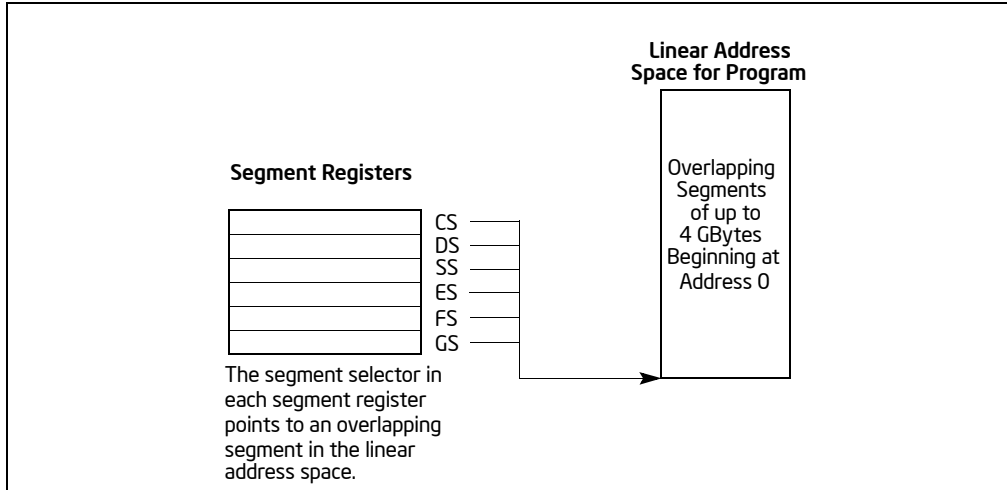 Linear Address
Space for Program
Overlapping
Segments
of up to
4 GBytes
Beginning at
Address 0
Segment Registers
CS
DS
SS
ES
FS
GS
The segment selector in
each segment register
points to an overlapping
segment in the linear
address space.